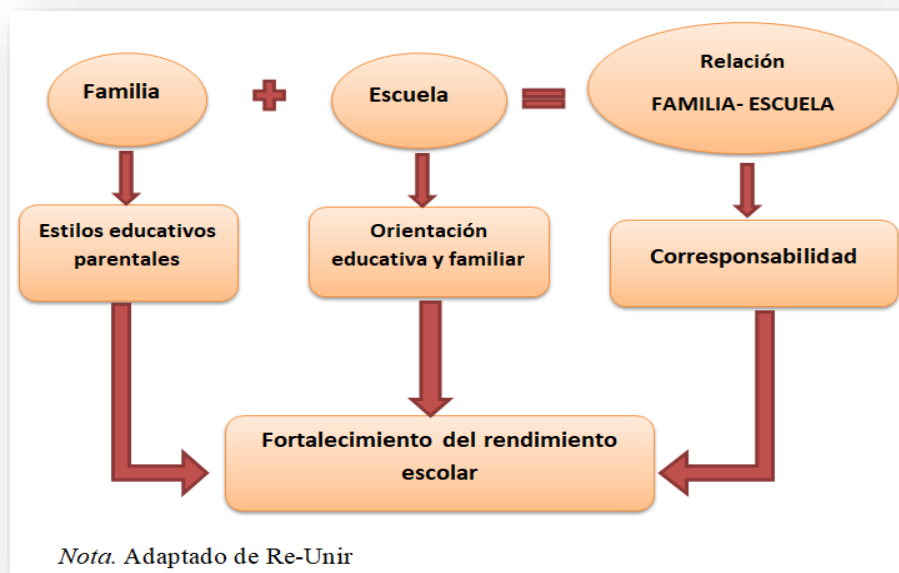 Familia
Escuela
Relación
FAMILIA- ESCUELA
Estilos educativos
parentales
Orientación
educativa y familiar
Corresponsabilidad
Fortalecimiento del rendimiento
escolar
Nota. Adaptado de Re-Unir